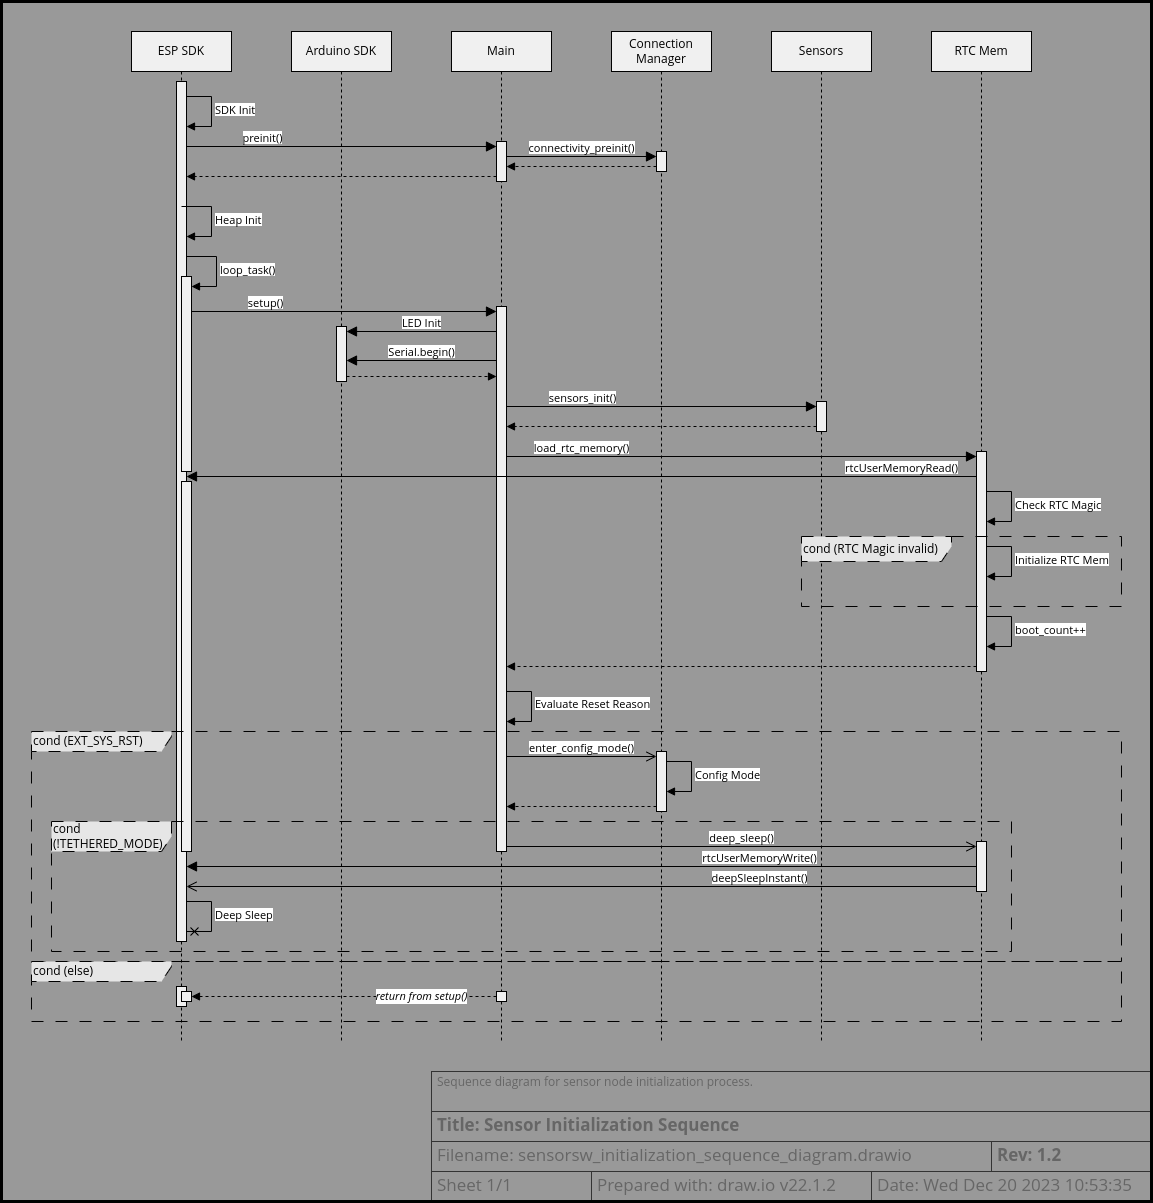 ESP SDK
Arduino SDK
Main
Connection
Manager
Sensors
RTC Mem
SDK Init
preinit()
connectivity_preinit()
Heap Init
loop_task()
setup()
LED Init
Serial.begin()
sensors_init()
load_rtc_memory()
rtcUserMemoryRead()
Check RTC Magic
cond (RTC Magic invalid)
Initialize RTC Mem
boot_count++
Evaluate Reset Reason
cond (EXT_SYS_RST)
enter_config_mode()
Config Mode
cond
(!TETHERED_MODE)
deep_sleep()
rtcUserMemoryWrite()
deepSleepInstant()
Deep Sleep
cond (else)
return from setup()
Sequence diagram for sensor node initialization process.
Title: Sensor Initialization Sequence
Filename: sensorsw_initialization_sequence_diagram.drawio
Rev: 1.2
Sheet 1/1
Prepared with: draw.io v22.1.2
Date: Wed Dec 20 2023 10:53:35